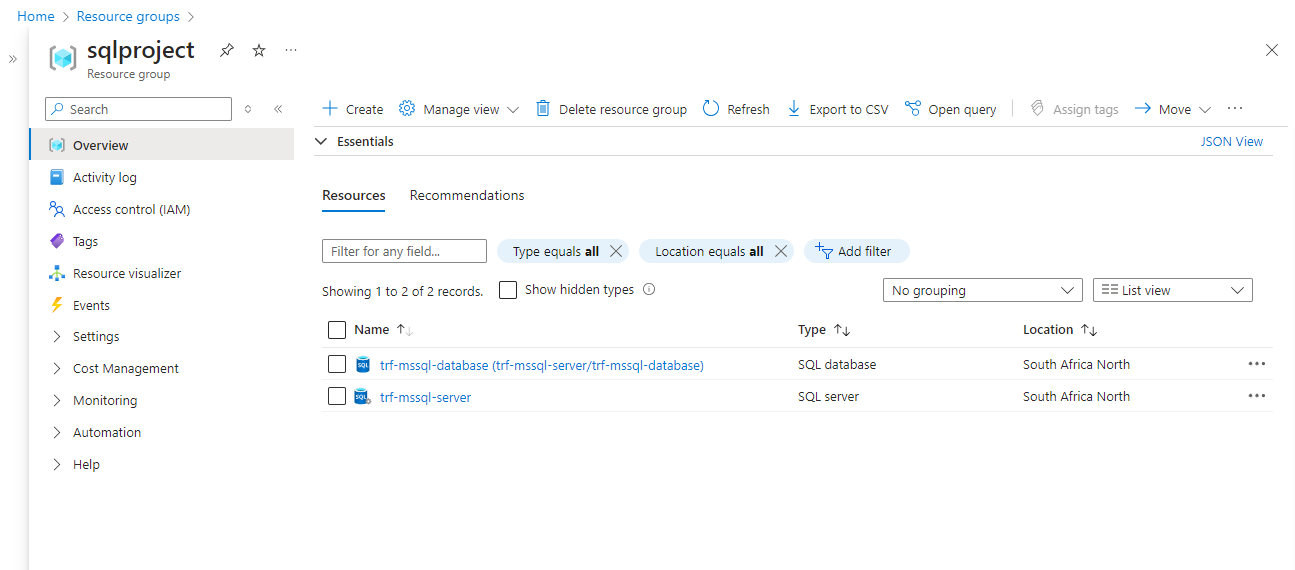 Home > Resource groups >
sqlproject
Resource group
Search
Overview
Activity log
Access control (IAM)
Tags
Resource visualizer
Events
Settings
Cost Management
Monitoring
Automation
Help
Create Manage view Delete resource group Refresh Export to CSV Open query Assign tags Move ...
Essentials JSON View
Resources Recommendations
Filter for any field... Type equals all Location equals all Add filter
Showing 1 to 2 of 2 records. Show hidden types No grouping List view
Name Type Location
SQL trf-mssql-database (trf-mssql-server/trf-mssql-database) SQL database South Africa North
SQL trf-mssql-server SQL server South Africa North